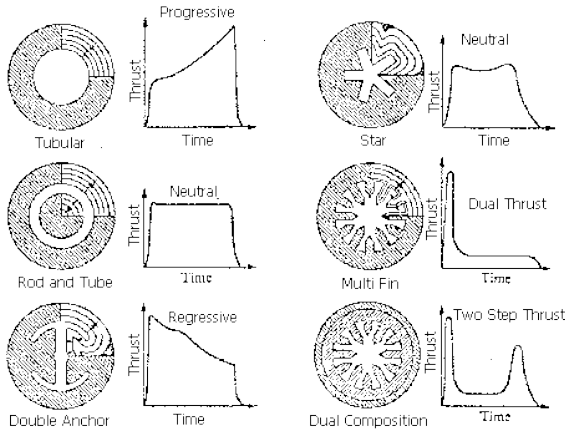 Progressive
Thrust
Tubular
Time
Neutral
Thrust
Star
Time
Neutral
Thrust
Rod and Tube
Time
Dual Thrust
Thrust
Multi Fin
Time
Regressive
Thrust
Double Anchor
Time
Two Step Thrust
Thrust
Dual Composition
Time